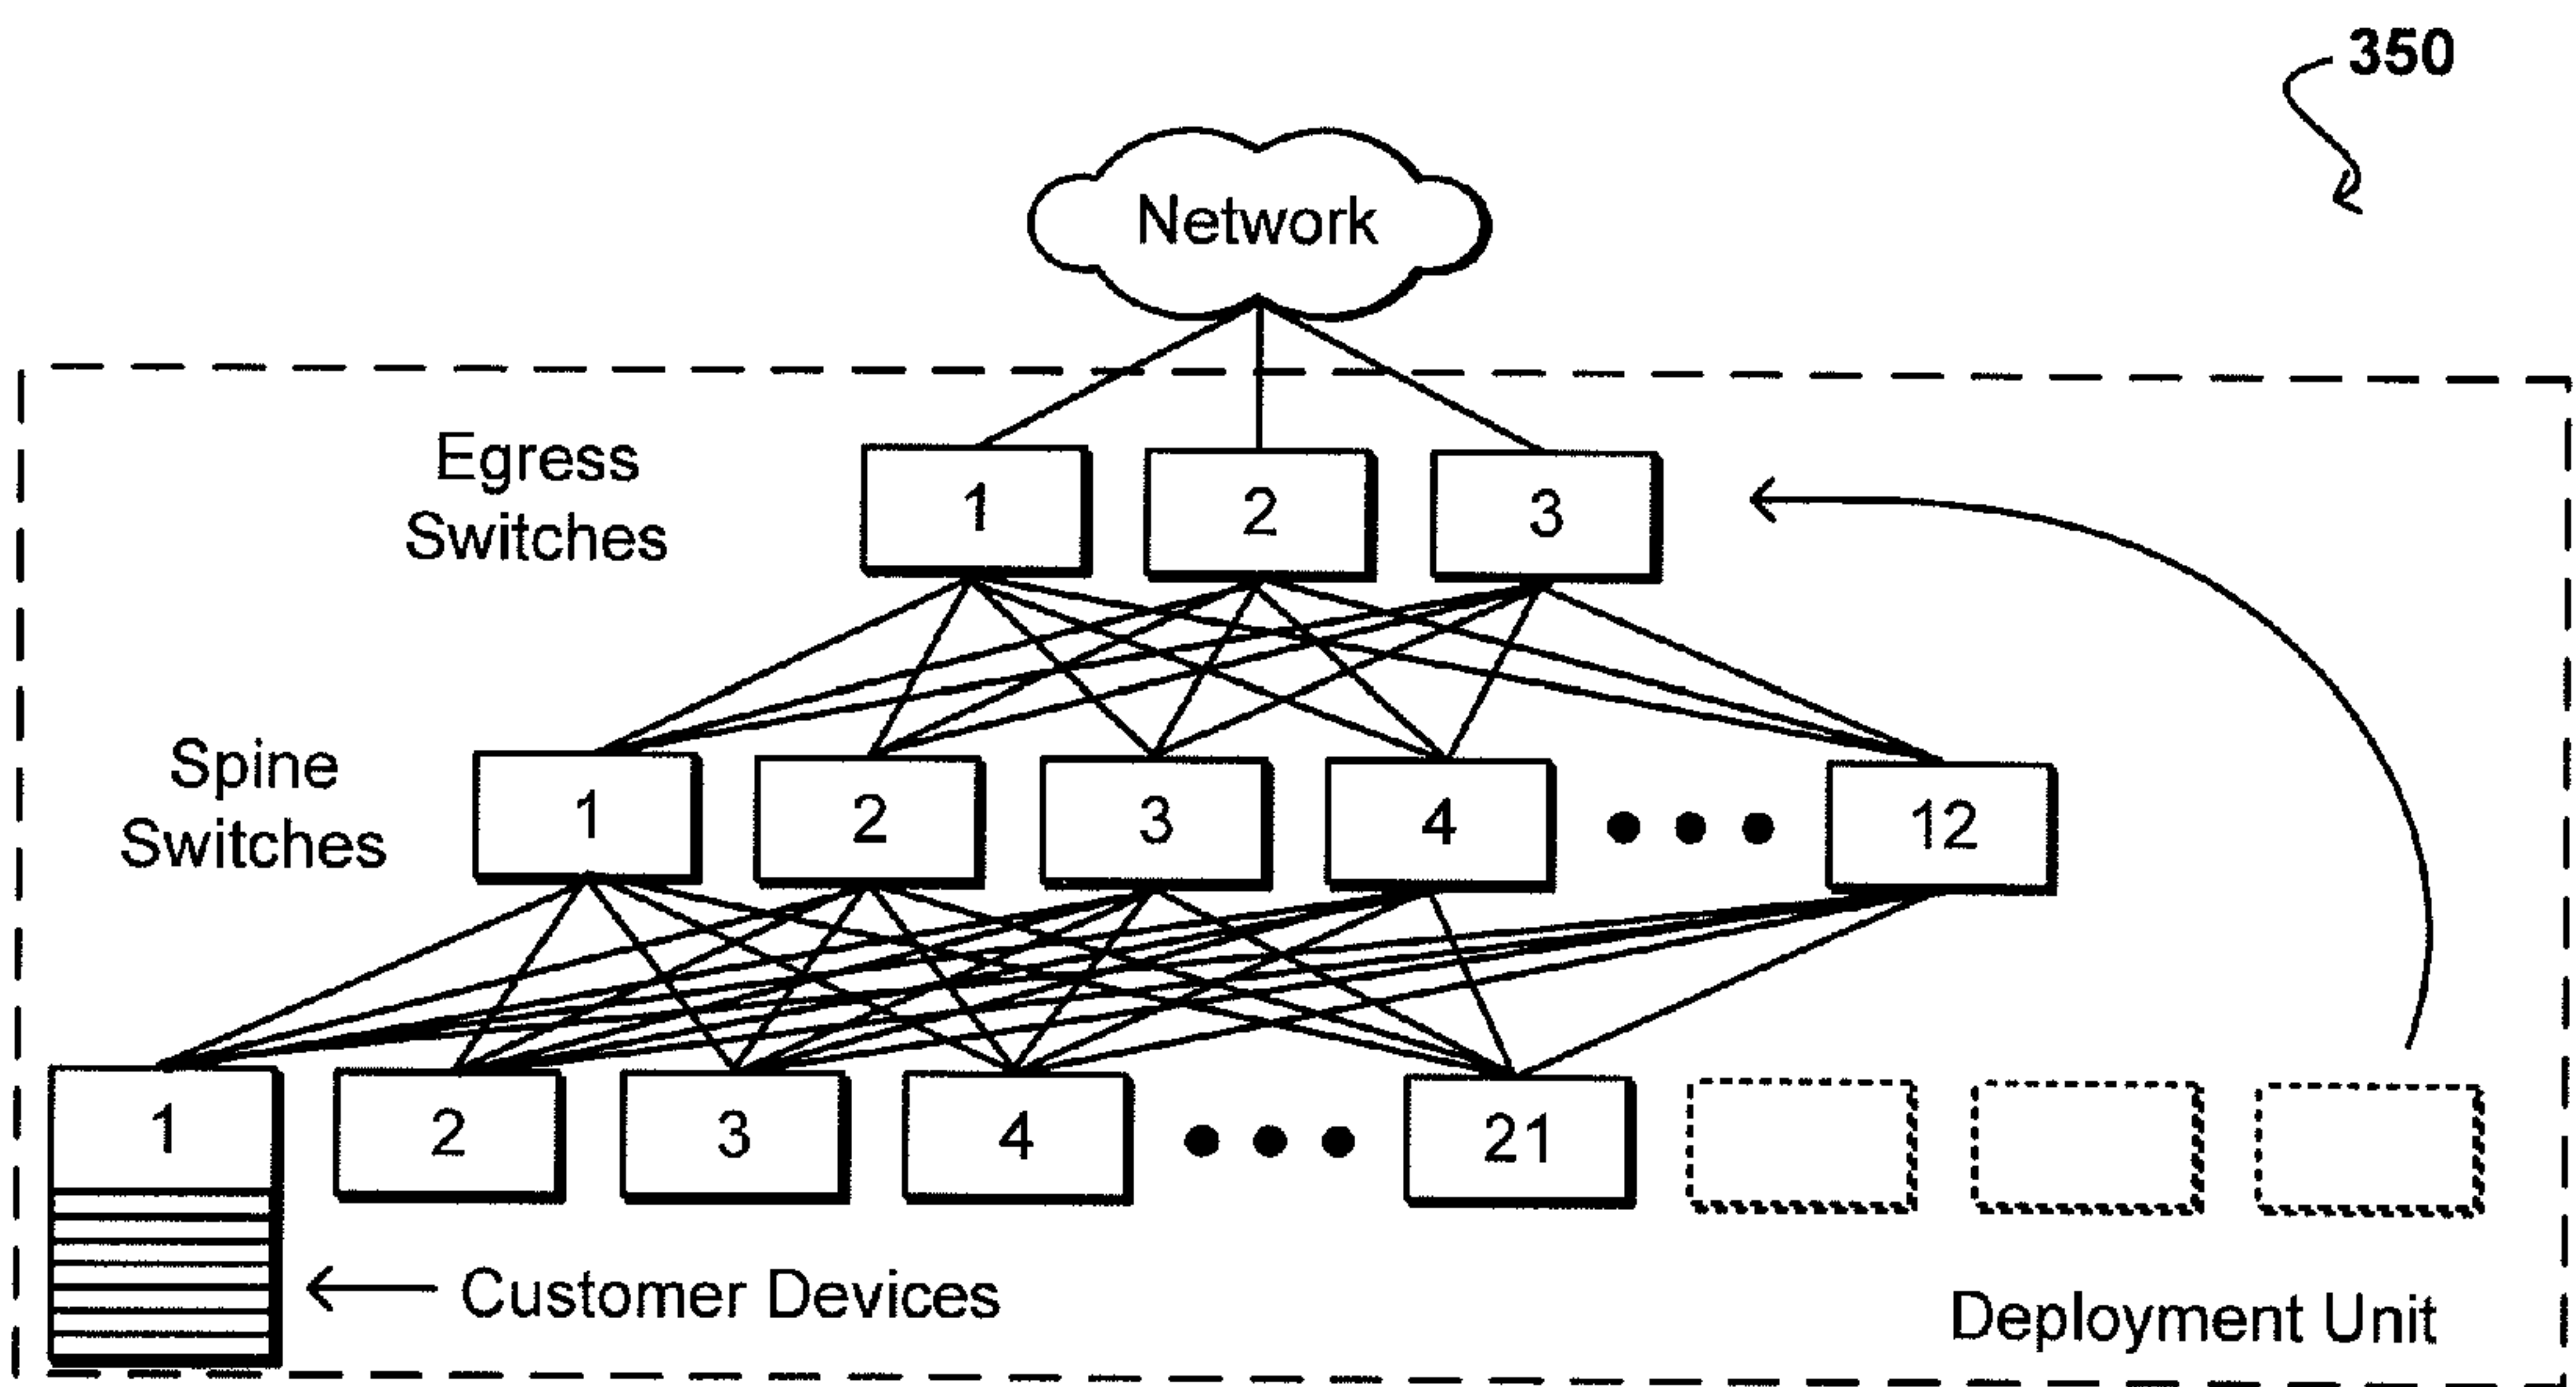 350
Network
Egress
Switches
1 2 3
Spine
Switches
1 2 3 4 12
1 2 3 4 21
Customer Devices
Deployment Unit